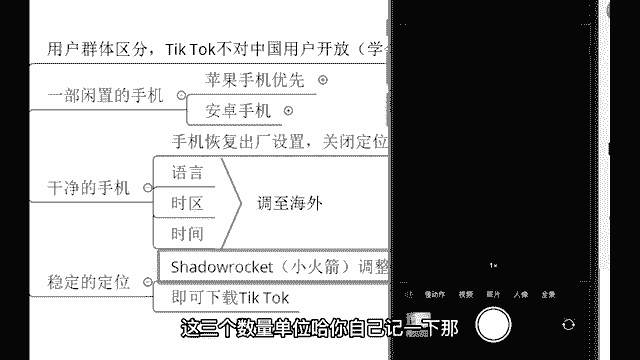 用户群体区分，Tik Tok不对中国用户开放（学
一部闲置的手机
苹果手机优先
安卓手机
手机恢复出厂设置，关闭定位
干净的手机
语言
时区
时间
调至海外
稳定的定位
Shadowrocket（小火箭）调整
即可下载Tik Tok
1×
慢动作 视频 照片 人像 全景
这三个数量单位哈你自己记一下那